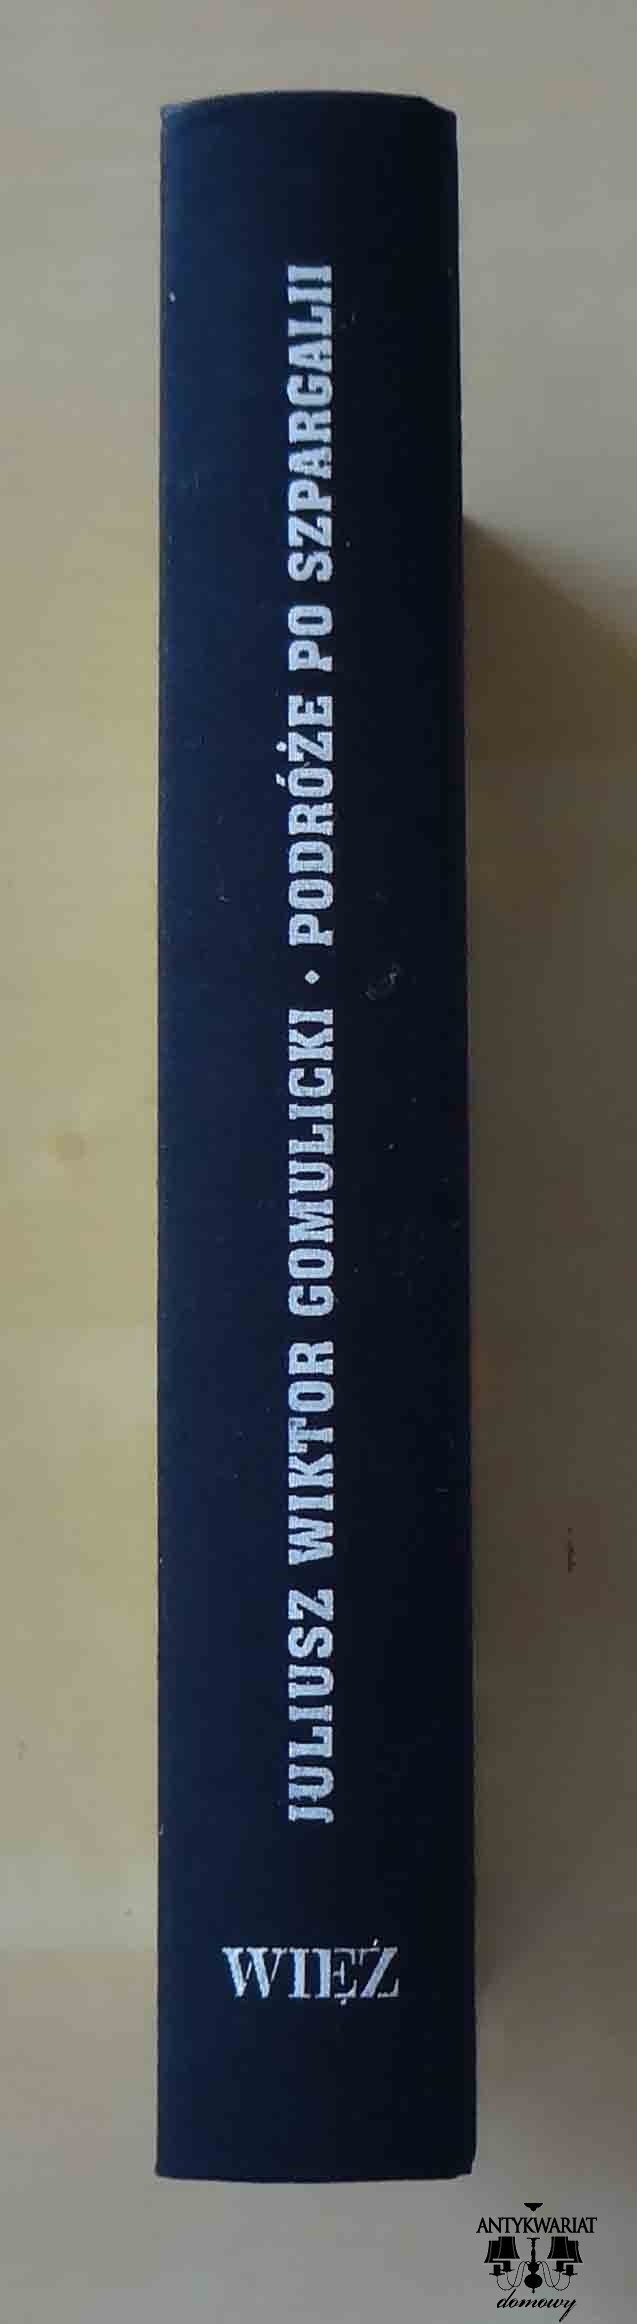 JULIUSZ WIKTOR GOMULICKI • PODRÓŻE PO SZPARGALII
WIĘŹ
ANTYKWARIAT
domowy